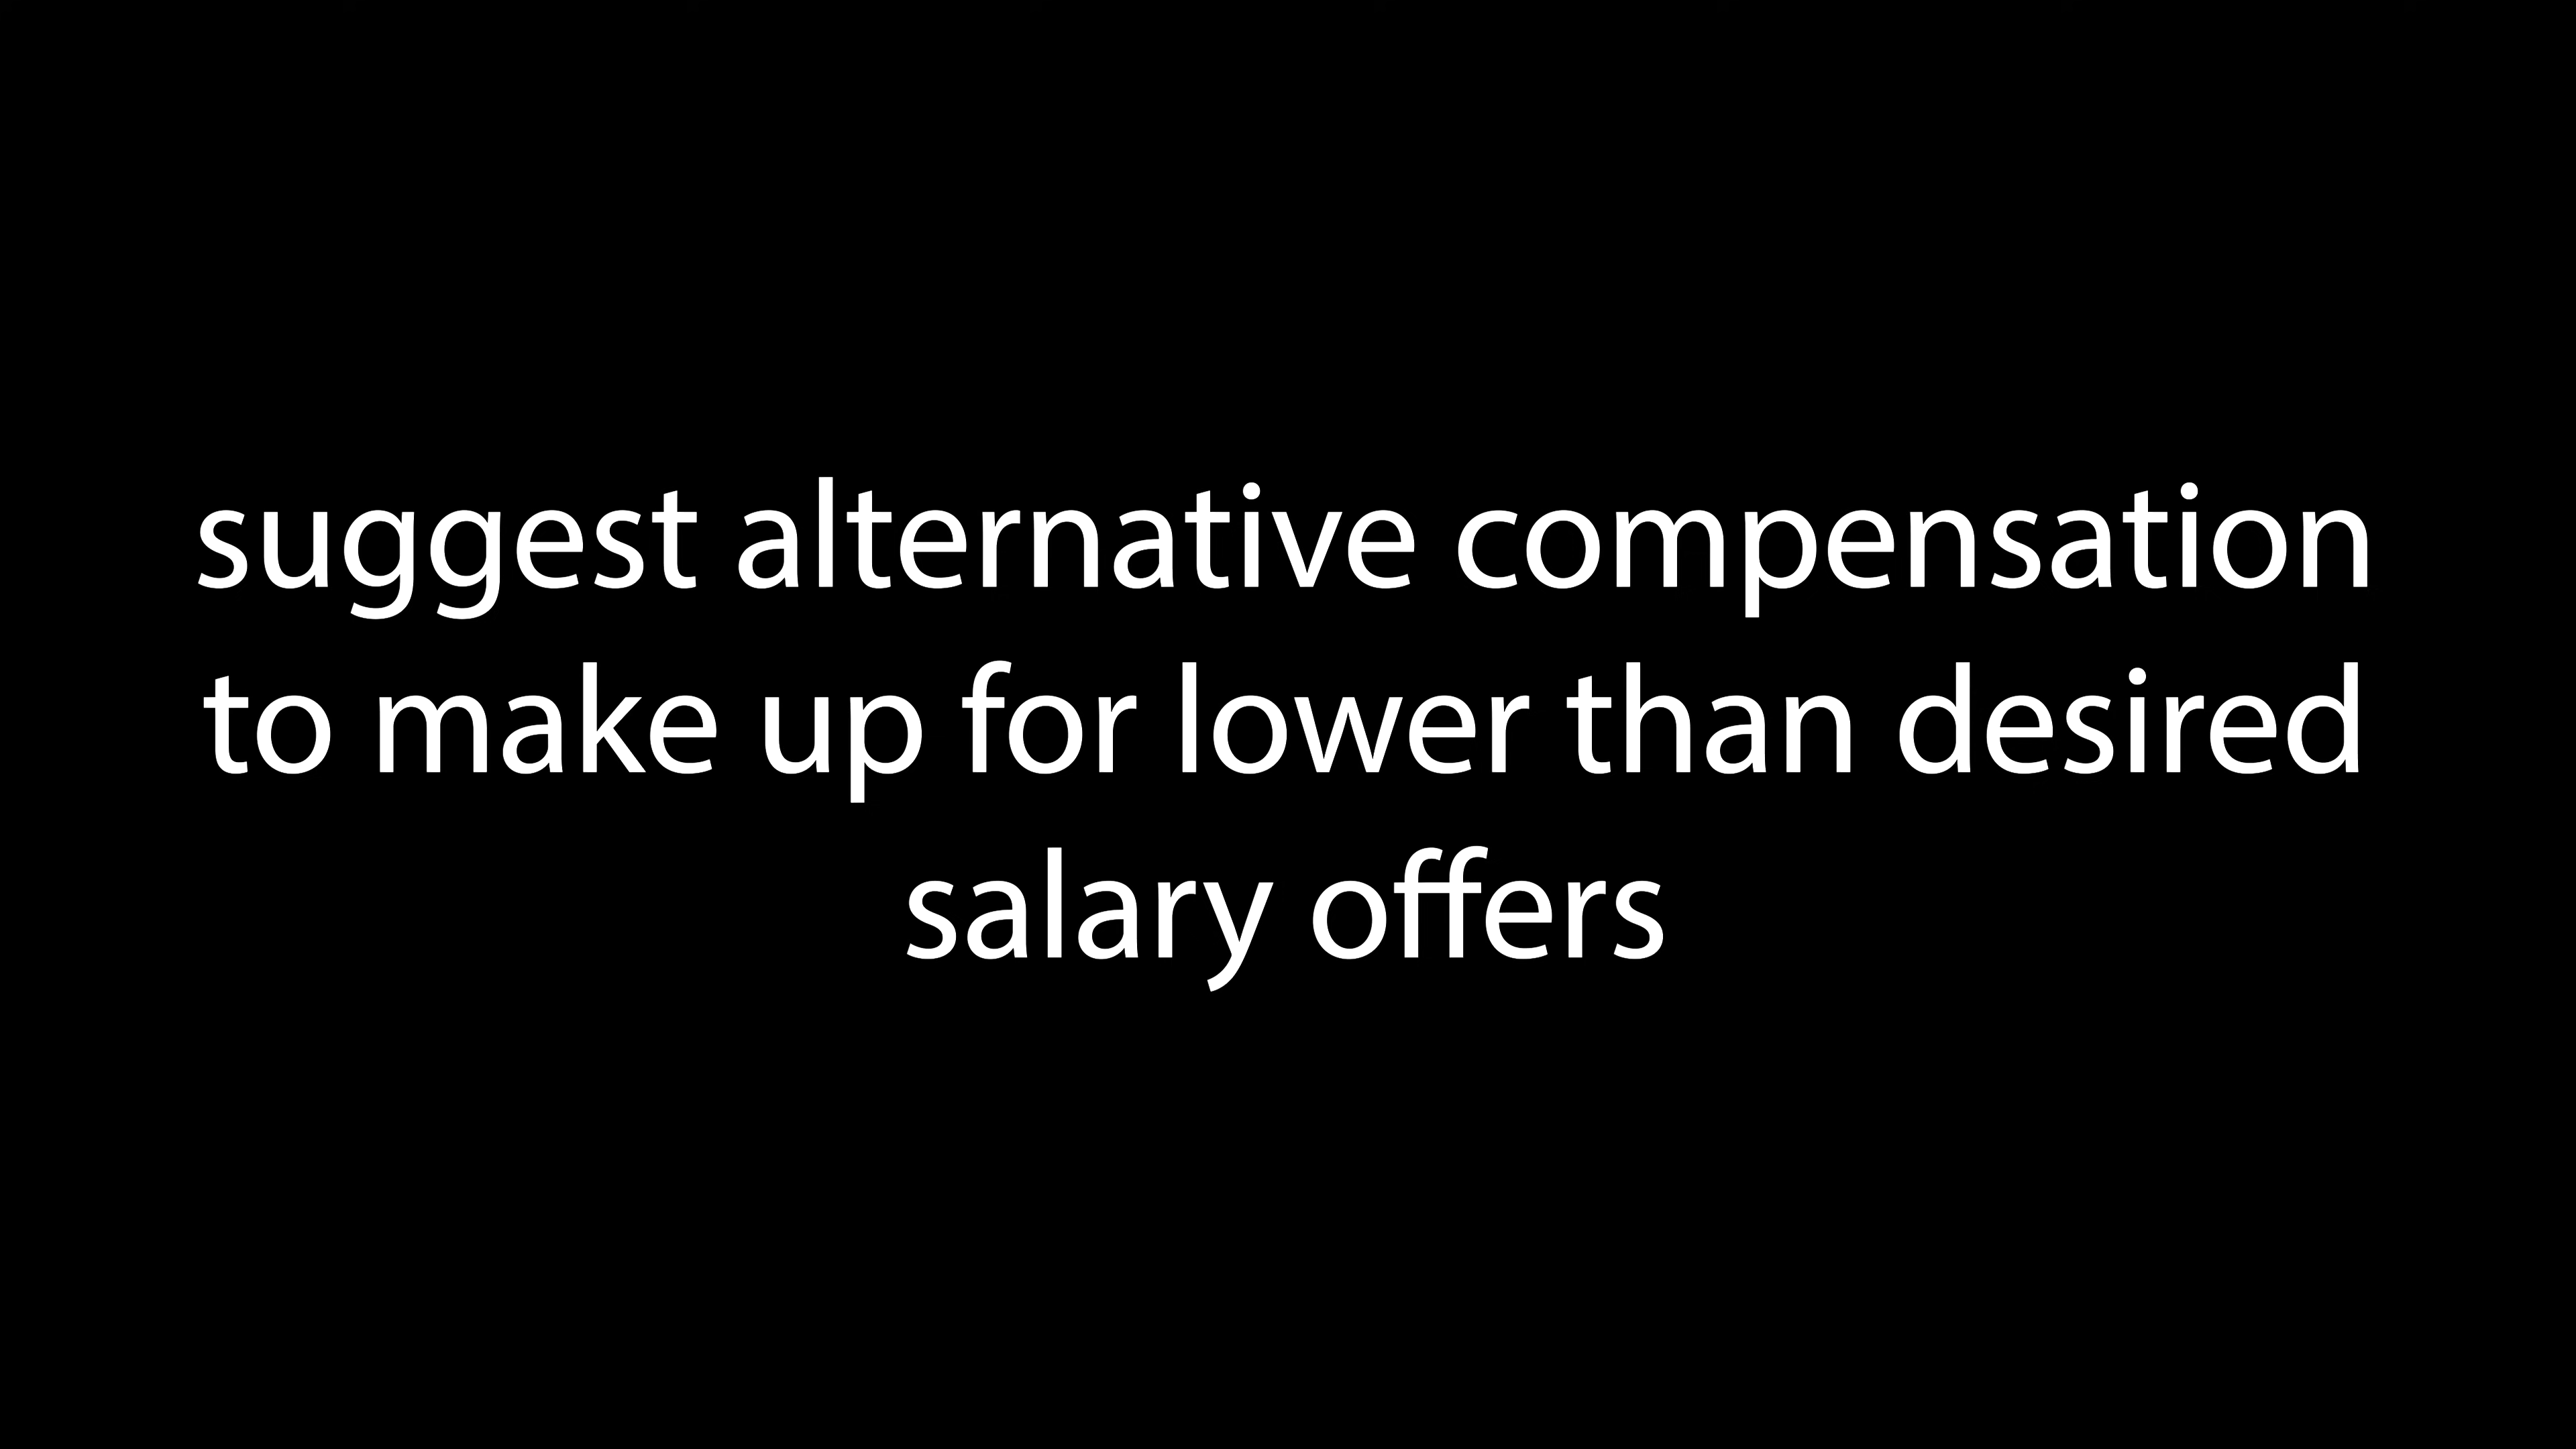 suggest alternative compensation
to make up for lower than desired
salary offers